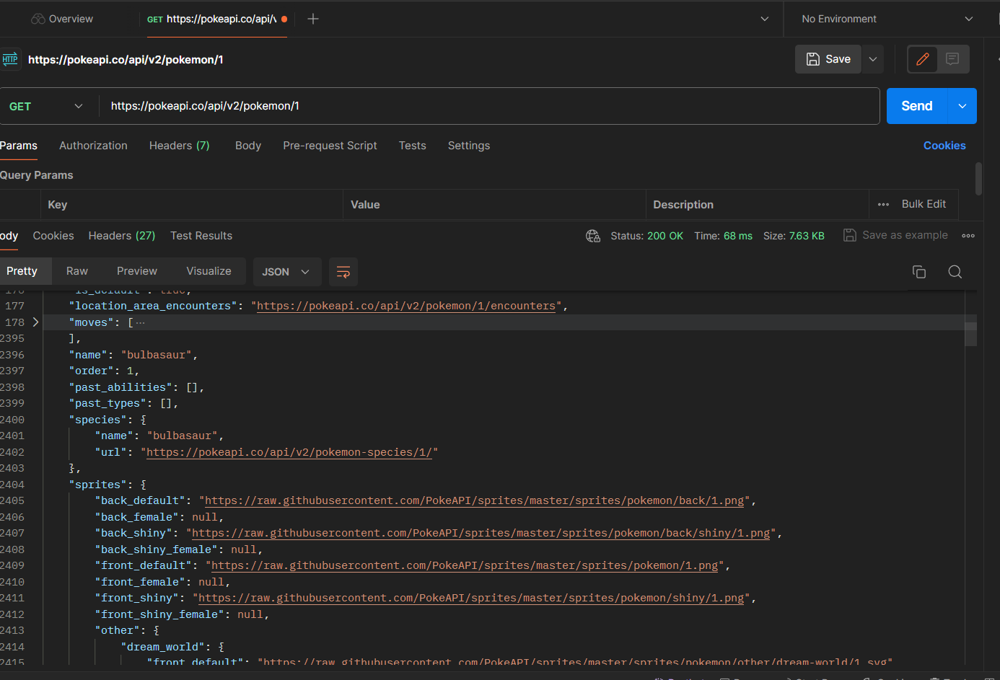 Overview
GET https://pokeapi.co/api/v
No Environment
HTTP https://pokeapi.co/api/v2/pokemon/1
Save
GET https://pokeapi.co/api/v2/pokemon/1
Send
Params Authorization Headers (7) Body Pre-request Script Tests Settings Cookies
Query Params
Key Value Description Bulk Edit
ody Cookies Headers (27) Test Results Status: 200 OK Time: 68 ms Size: 7.63 KB Save as example
Pretty Raw Preview Visualize JSON
176 "is_default": true,
177 "location_area_encounters": "https://pokeapi.co/api/v2/pokemon/1/encounters",
178 "moves": [···
2395 ],
2396 "name": "bulbasaur",
2397 "order": 1,
2398 "past_abilities": [],
2399 "past_types": [],
2400 "species": {
2401 "name": "bulbasaur",
2402 "url": "https://pokeapi.co/api/v2/pokemon-species/1/"
2403 },
2404 "sprites": {
2405 "back_default": "https://raw.githubusercontent.com/PokeAPI/sprites/master/sprites/pokemon/back/1.png",
2406 "back_female": null,
2407 "back_shiny": "https://raw.githubusercontent.com/PokeAPI/sprites/master/sprites/pokemon/back/shiny/1.png",
2408 "back_shiny_female": null,
2409 "front_default": "https://raw.githubusercontent.com/PokeAPI/sprites/master/sprites/pokemon/1.png",
2410 "front_female": null,
2411 "front_shiny": "https://raw.githubusercontent.com/PokeAPI/sprites/master/sprites/pokemon/shiny/1.png",
2412 "front_shiny_female": null,
2413 "other": {
2414 "dream_world": {
2415 "front_default": "https://raw.githubusercontent.com/PokeAPI/sprites/master/sprites/pokemon/other/dream-world/1.svg"